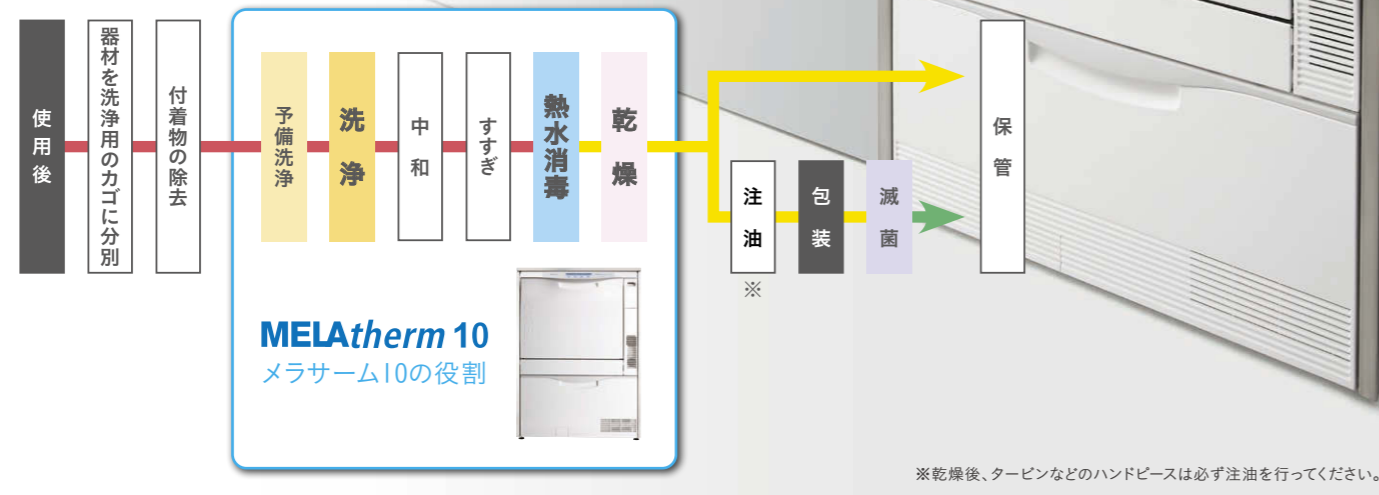 使用後
器材を洗浄用のカゴに分別
付着物の除去
予備洗浄
洗浄
中和
すすぎ
熱水消毒
乾燥
注油
※
包装
滅菌
保管
MELAtherm 10
メラサーム10の役割
※乾燥後、タービンなどのハンドピースは必ず注油を行ってください。